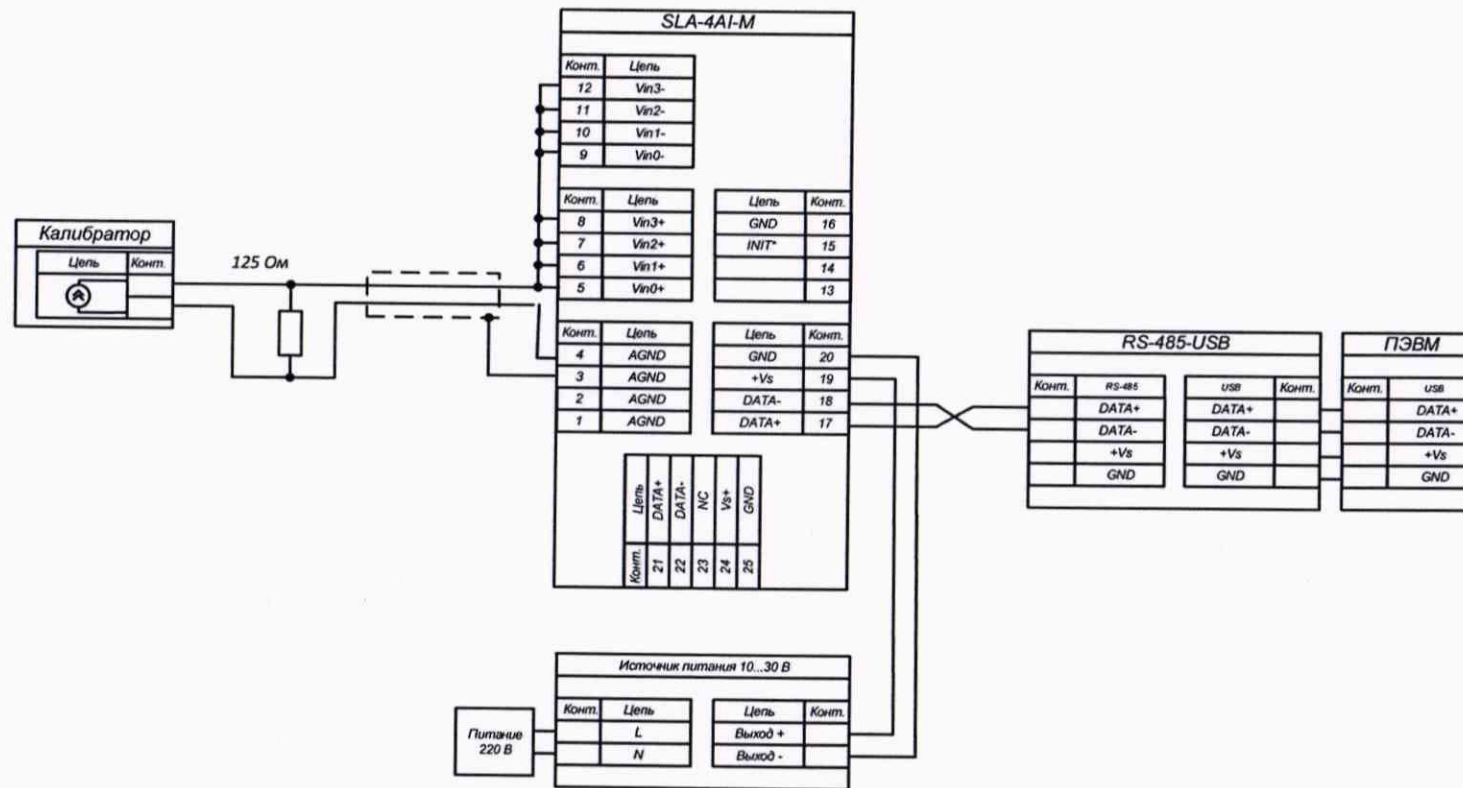 SLA-4AI-M
Конт. Цепь
12 Vin3-
11 Vin2-
10 Vin1-
9 Vin0-
Конт. Цепь
8 Vin3+
7 Vin2+
6 Vin1+
5 Vin0+
Цепь Конт.
GND 16
INIT* 15
14
13
Конт. Цепь
4 AGND
3 AGND
2 AGND
1 AGND
Цепь Конт.
GND 20
+Vs 19
DATA- 18
DATA+ 17
Конт. Цепь
21 DATA+
22 DATA-
23 NC
24 Vs+
25 GND
Калибратор
Цепь Конт.
125 Ом
RS-485-USB
Конт. RS-485
DATA+
DATA-
+Vs
GND
USB Конт.
DATA+
DATA-
+Vs
GND
ПЭВМ
Конт. USB
DATA+
DATA-
+Vs
GND
Источник питания 10...30 В
Конт. Цепь
L
N
Цепь Конт.
Выход +
Выход -
Питание
220 В